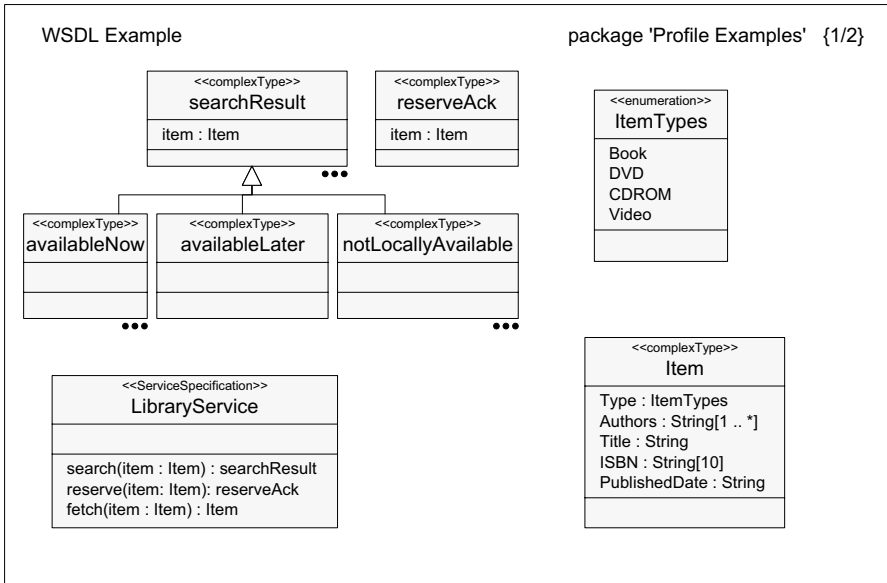 WSDL Example
package 'Profile Examples' {1/2}
<<complexType>>
searchResult
item : Item
<<complexType>>
reserveAck
item : Item
<<enumeration>>
ItemTypes
Book
DVD
CDROM
Video
<<complexType>>
availableNow
<<complexType>>
availableLater
<<complexType>>
notLocallyAvailable
<<ServiceSpecification>>
LibraryService
search(item : Item) : searchResult
reserve(item: Item): reserveAck
fetch(item : Item) : Item
<<complexType>>
Item
Type : ItemTypes
Authors : String[1 .. *]
Title : String
ISBN : String[10]
PublishedDate : String